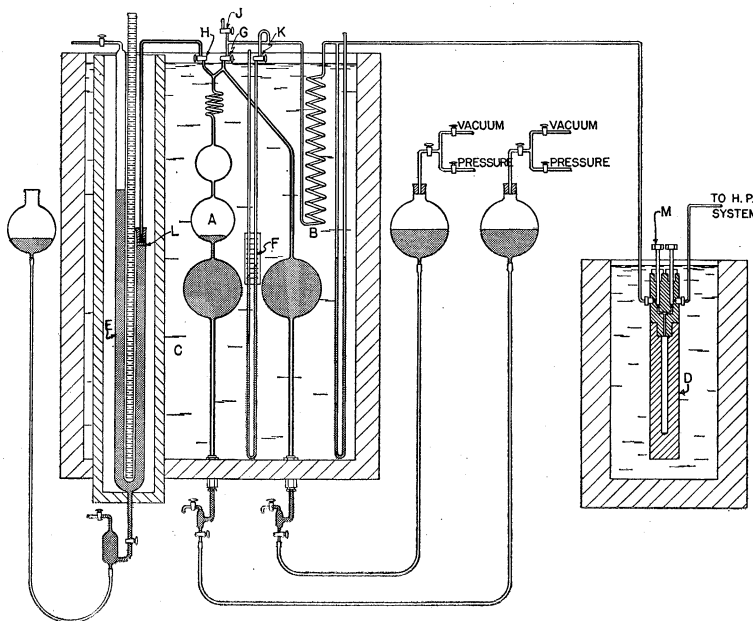 J
H
G
K
VACUUM
VACUUM
PRESSURE
PRESSURE
TO H. P.
SYSTEM
M
A
B
L
F
E
C
D